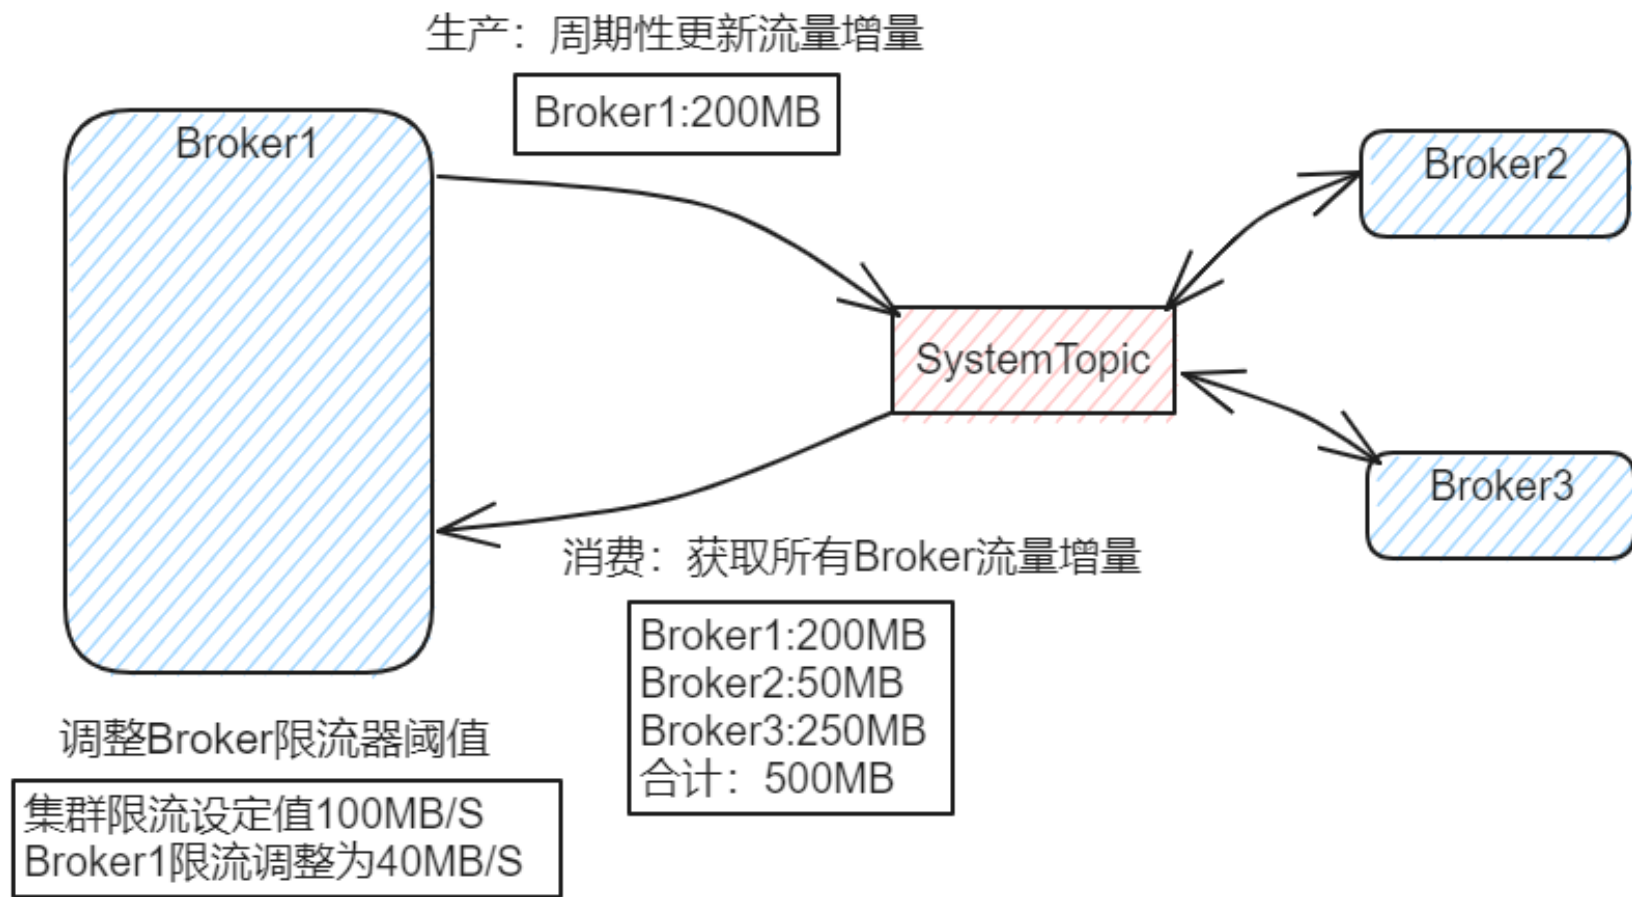 生产：周期性更新流量增量
Broker1:200MB
Broker1
Broker2
SystemTopic
Broker3
消费：获取所有Broker流量增量
Broker1:200MB
Broker2:50MB
Broker3:250MB
合计：500MB
调整Broker限流器阈值
集群限流设定值100MB/S
Broker1限流调整为40MB/S